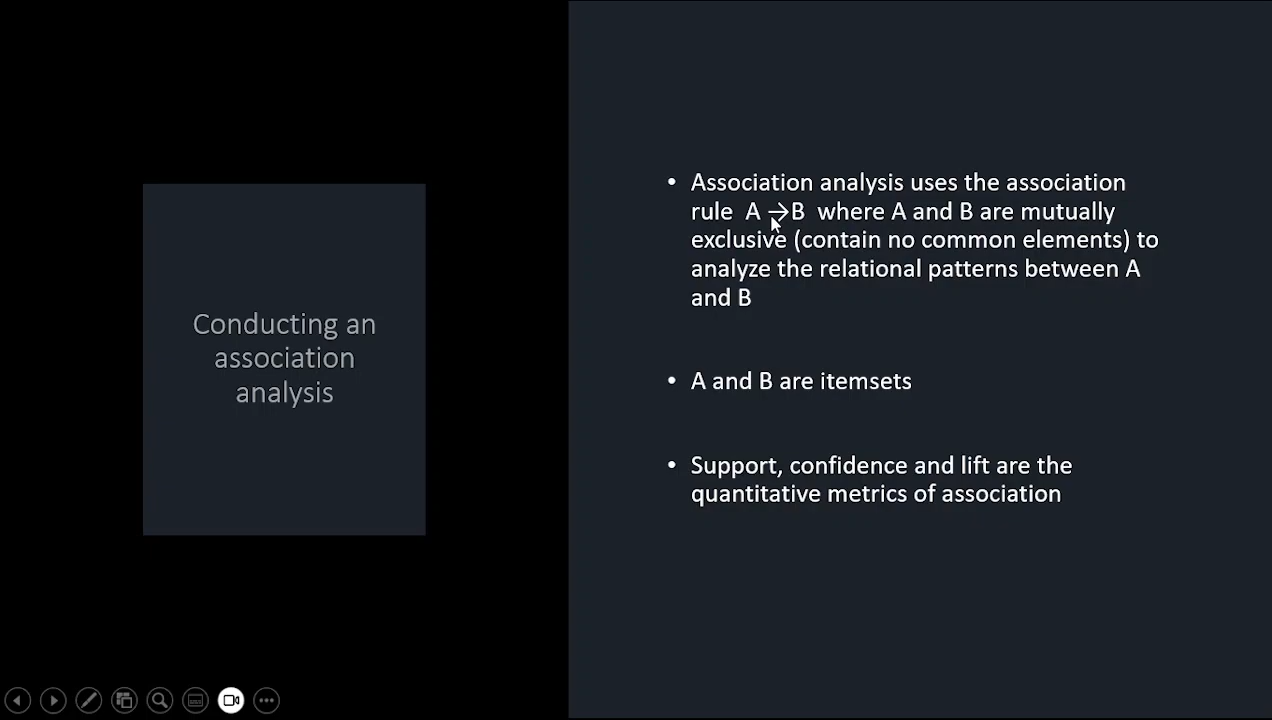 Conducting an
association
analysis
• Association analysis uses the association
rule A →B where A and B are mutually
exclusive (contain no common elements) to
analyze the relational patterns between A
and B
• A and B are itemsets
• Support, confidence and lift are the
quantitative metrics of association